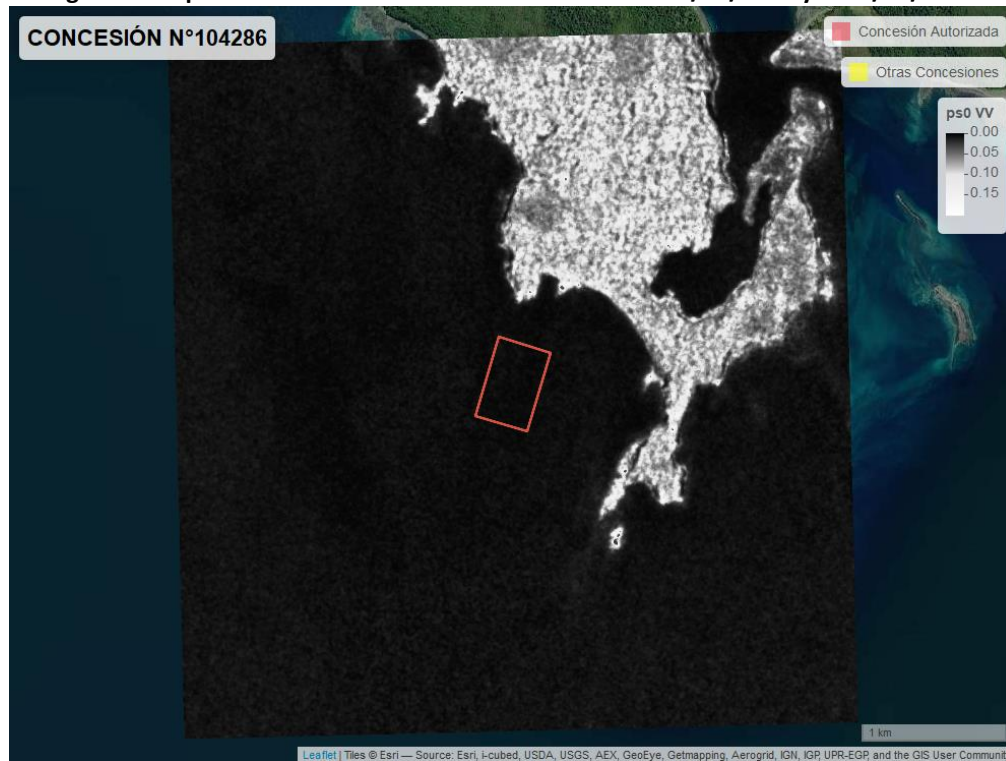 CONCESIÓN N°104286
Concesión Autorizada
Otras Concesiones
ps0 VV
0.00
0.05
0.10
0.15
1 km
Leaflet | Tiles © Esri — Source: Esri, i-cubed, USDA, USGS, AEX, GeoEye, Getmapping, Aerogrid, IGN, IGP, UPR-EGP, and the GIS User Communit